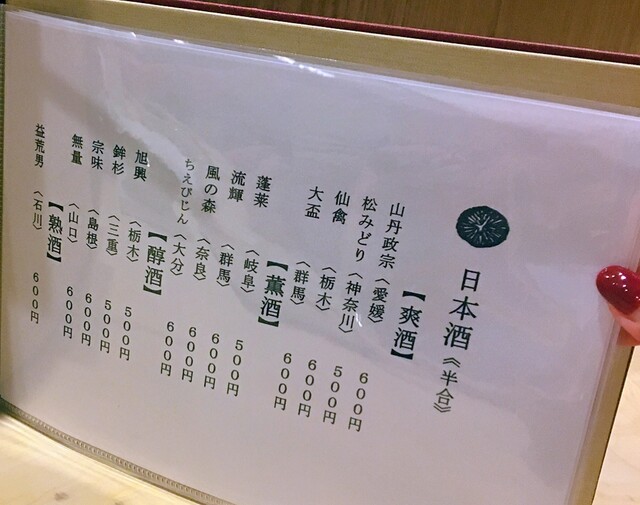 日本酒《半合》
【爽酒】
山丹政宗〈愛媛〉 600円
松みどり〈神奈川〉 500円
仙禽〈栃木〉 600円
大盃〈群馬〉 600円
【薫酒】
蓬莱〈岐阜〉 500円
流輝〈群馬〉 600円
風の森〈奈良〉 600円
ちえびじん〈大分〉 600円
【醇酒】
旭興〈栃木〉 500円
鉾杉〈三重〉 500円
宗味〈島根〉 600円
無量〈山口〉 600円
【熟酒】
益荒男〈石川〉 600円